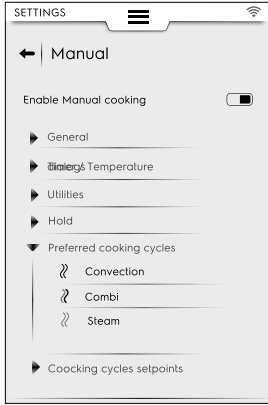 SETTINGS
Manual
Enable Manual cooking
General
Temperature
Utilities
Hold
Preferred cooking cycles
Convection
Combi
Steam
Coocking cycles setpoints